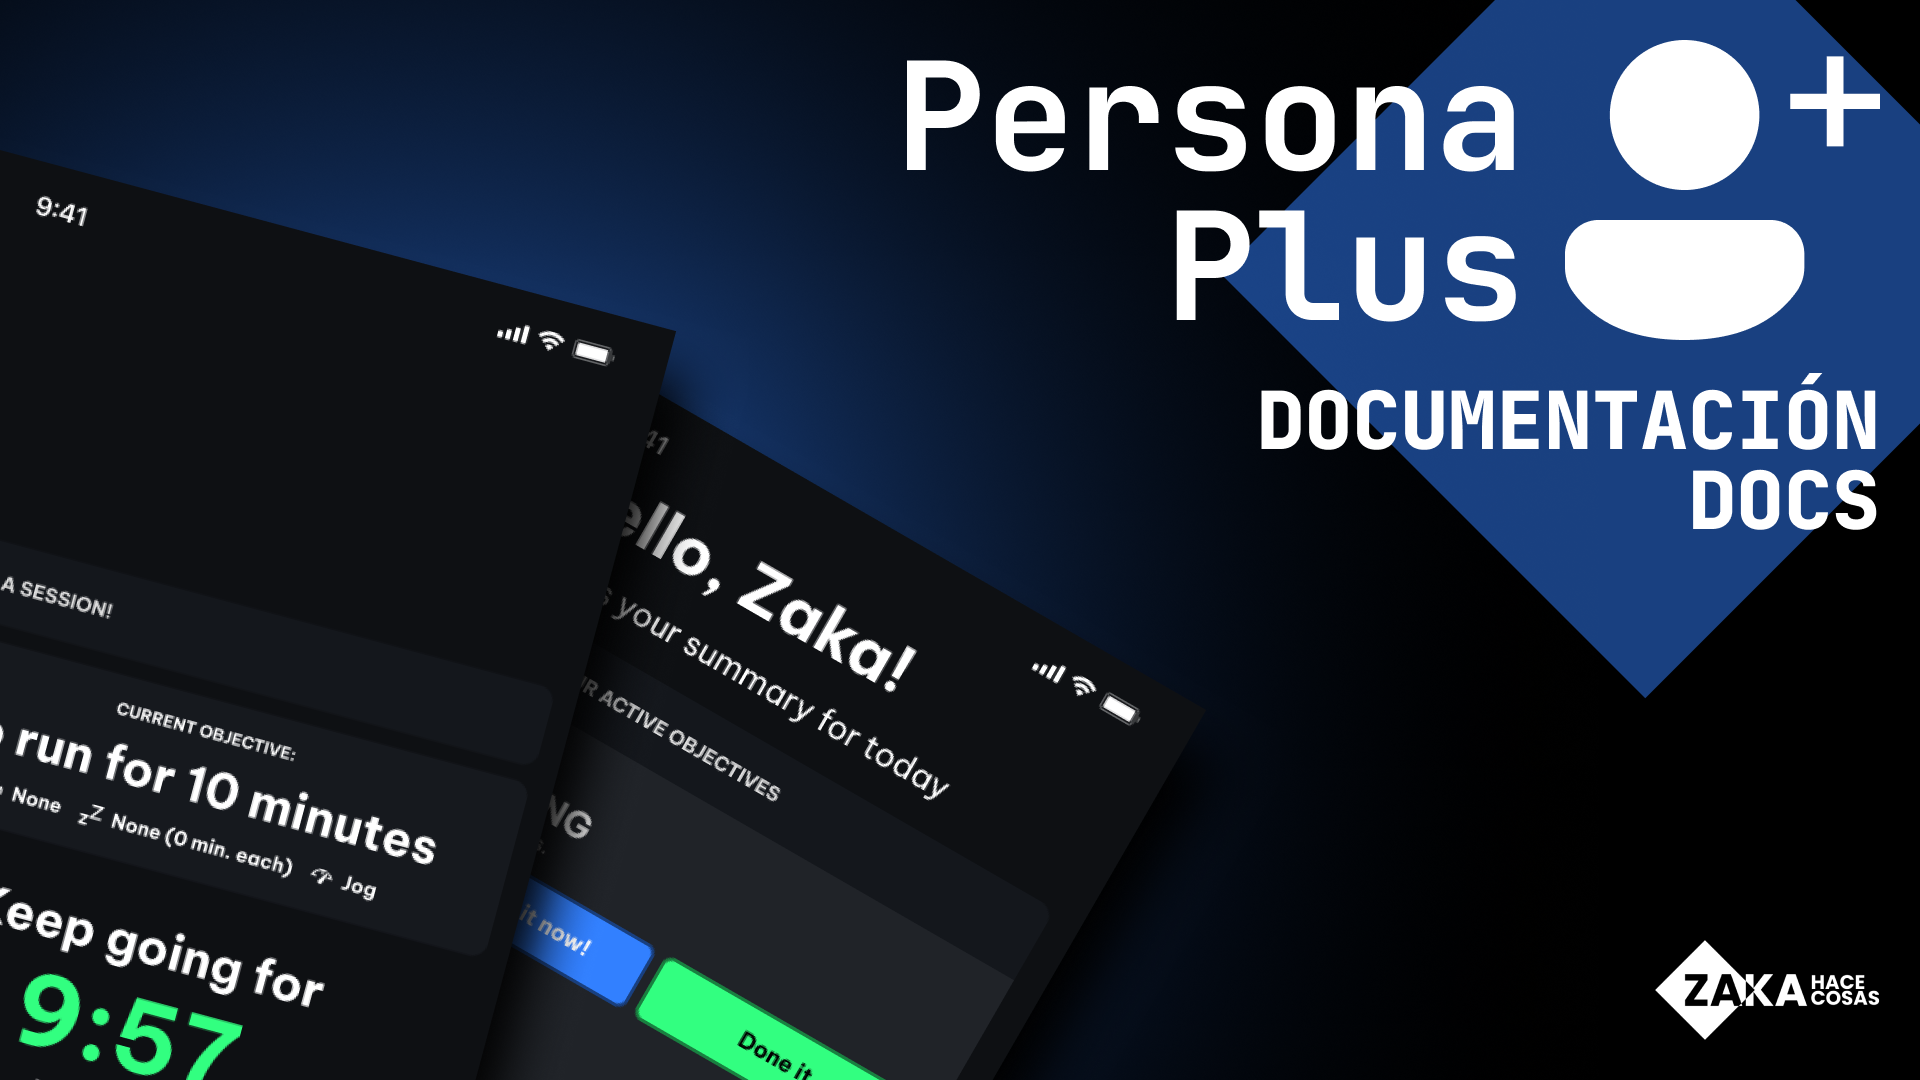 Persona
Plus
DOCUMENTACIÓN
DOCS
9:41
A SESSION!
CURRENT OBJECTIVE:
run for 10 minutes
None
zZ None (0 min. each)
Jog
Keep going for
9:57
41
ello, Zaka!
s your summary for today
R ACTIVE OBJECTIVES
NG
it now!
Done it
ZAKA HACE
COSAS